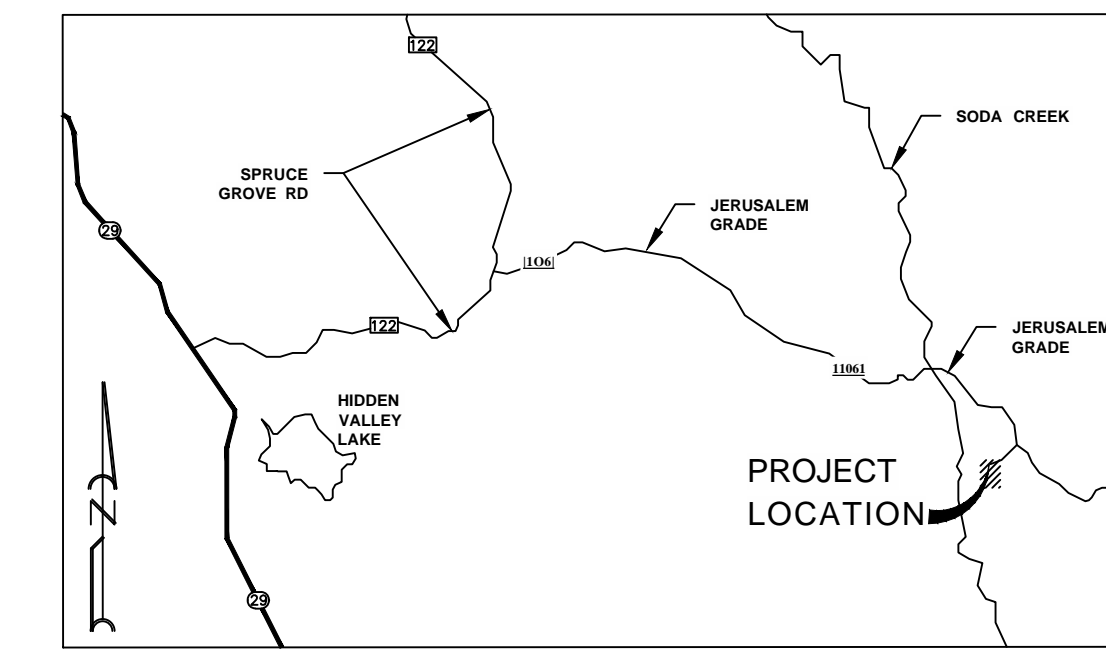 122
SODA CREEK
SPRUCE
GROVE RD
JERUSALEM
GRADE
29
|1O6|
122
JERUSALEM
GRADE
11061
HIDDEN
VALLEY
LAKE
PROJECT
LOCATION
N
29